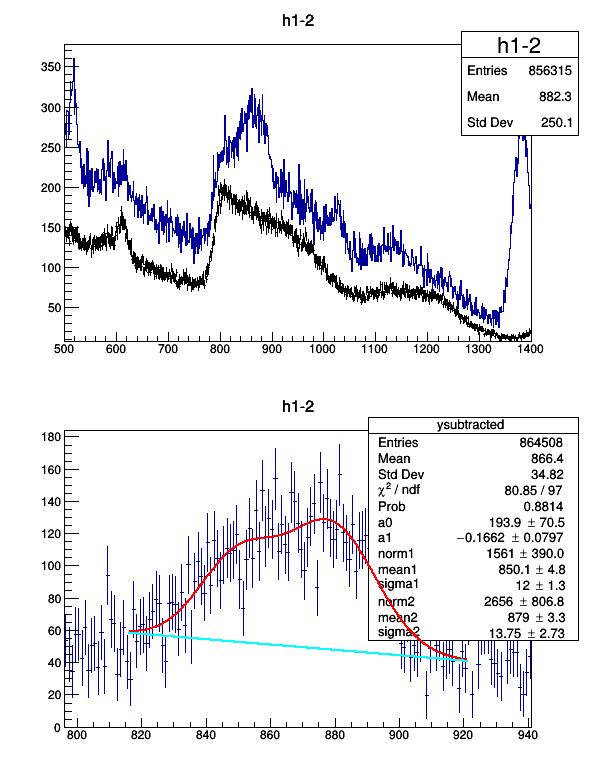 h1-2
h1-2
Entries 856315
Mean 882.3
Std Dev 250.1
350
300
250
200
150
100
50
500 600 700 800 900 1000 1100 1200 1300 1400
h1-2
ysubtracted
Entries 864508
Mean 866.4
Std Dev 34.82
χ² / ndf 80.85 / 97
Prob 0.8814
a0 193.9 ± 70.5
a1 −0.1662 ± 0.0797
norm1 1561 ± 390.0
mean1 850.1 ± 4.8
sigma1 12 ± 1.3
norm2 2656 ± 806.8
mean2 879 ± 3.3
sigma2 13.75 ± 2.73
180
160
140
120
100
80
60
40
20
0
800 820 840 860 880 900 920 940